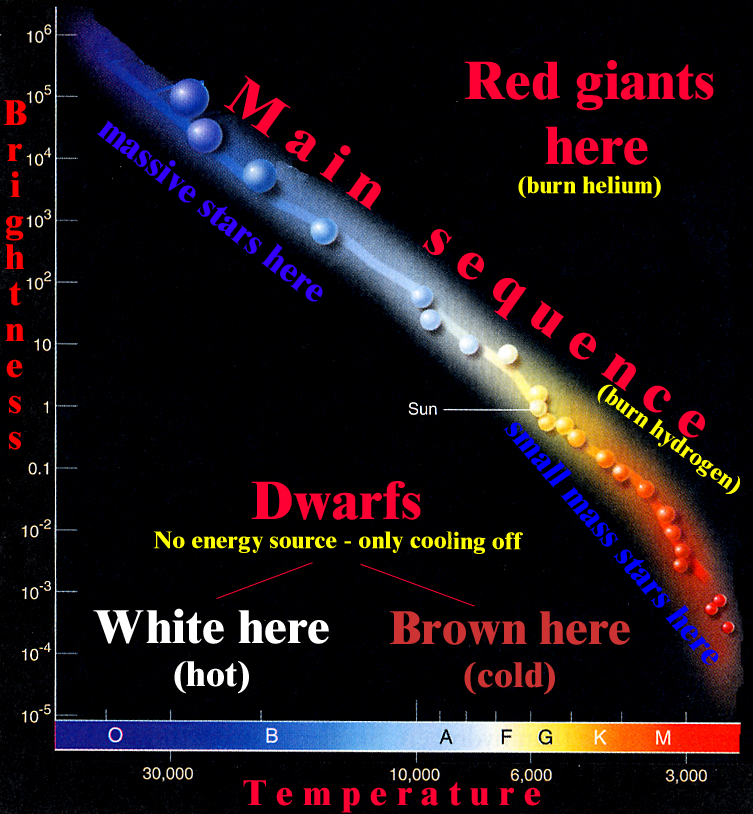 Brightness
10^6
10^5
10^4
10^3
10^2
10
1
0.1
10^-2
10^-3
10^-4
10^-5
Main sequence
(burn hydrogen)
massive stars here
small mass stars here
Red giants
here
(burn helium)
Sun
Dwarfs
No energy source - only cooling off
White here
(hot)
Brown here
(cold)
O B A F G K M
30,000 10,000 6,000 3,000
Temperature